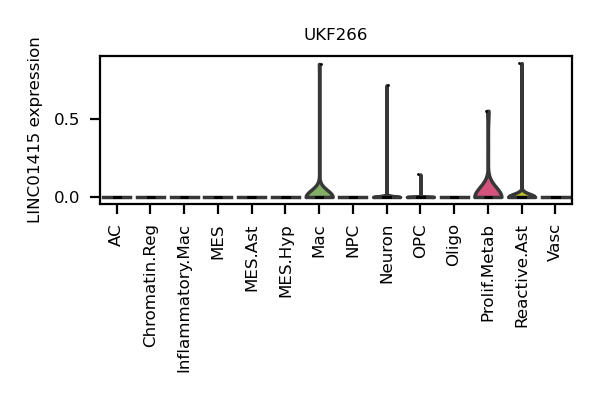 UKF266
LINC01415 expression
0.5
0.0
AC
Chromatin.Reg
Inflammatory.Mac
MES
MES.Ast
MES.Hyp
Mac
NPC
Neuron
OPC
Oligo
Prolif.Metab
Reactive.Ast
Vasc